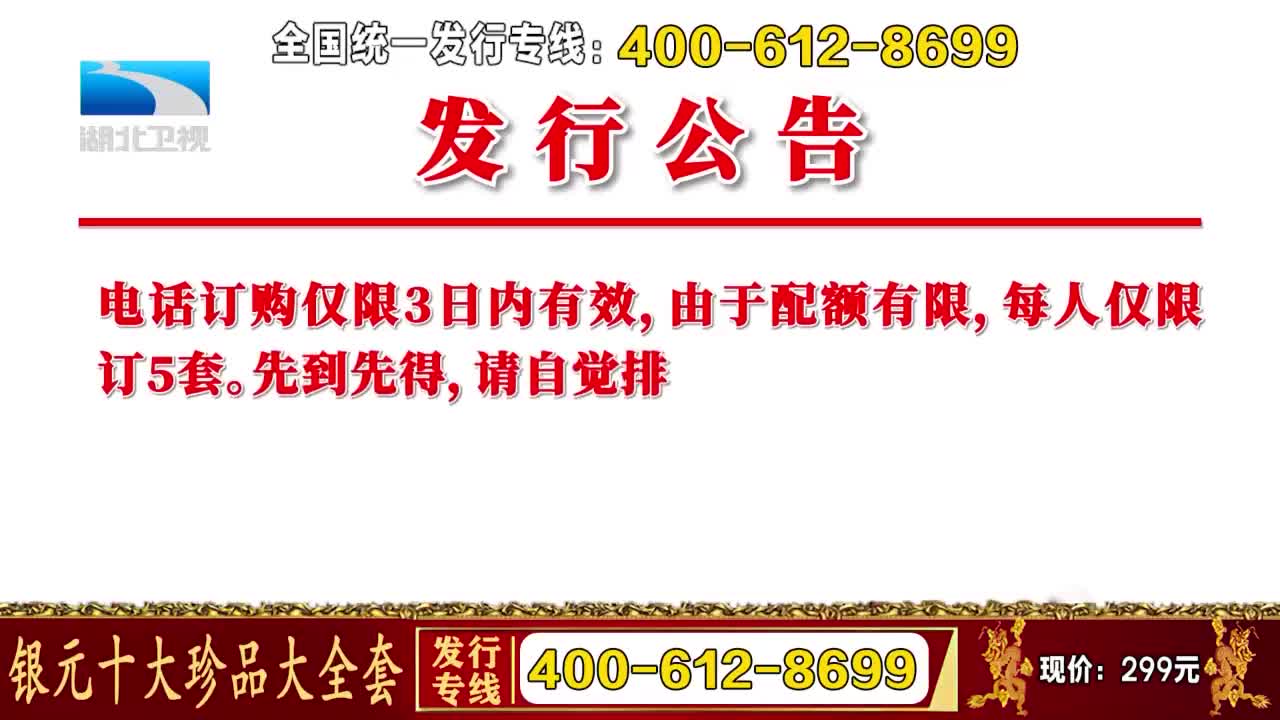 全国统一发行专线：400-612-8699
湖北卫视
发行公告
电话订购仅限3日内有效，由于配额有限，每人仅限
订5套。先到先得，请自觉排
银元十大珍品大全套
发行
专线
400-612-8699
现价：299元